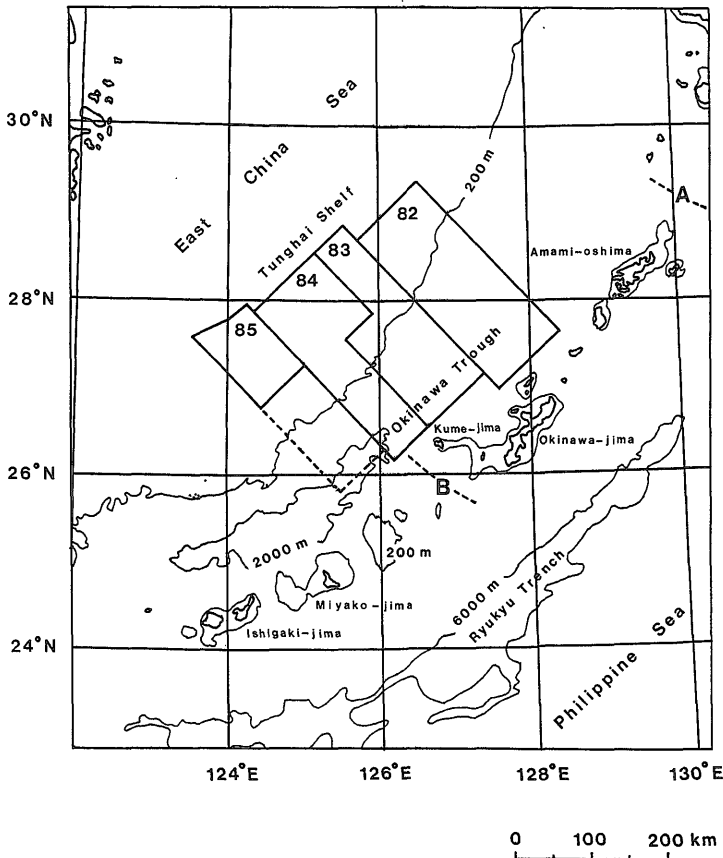 Sea
30°N
China
200 m
A
East
Tunghai Shelf
82
83
Amami-oshima
84
28°N
85
Okinawa Trough
Kume-jima
Okinawa-jima
26°N
B
2000 m
200 m
6000 m
Ryukyu Trench
Miyako-jima
Ishigaki-jima
Sea
24°N
Philippine
124°E
126°E
128°E
130°E
0 100 200 km